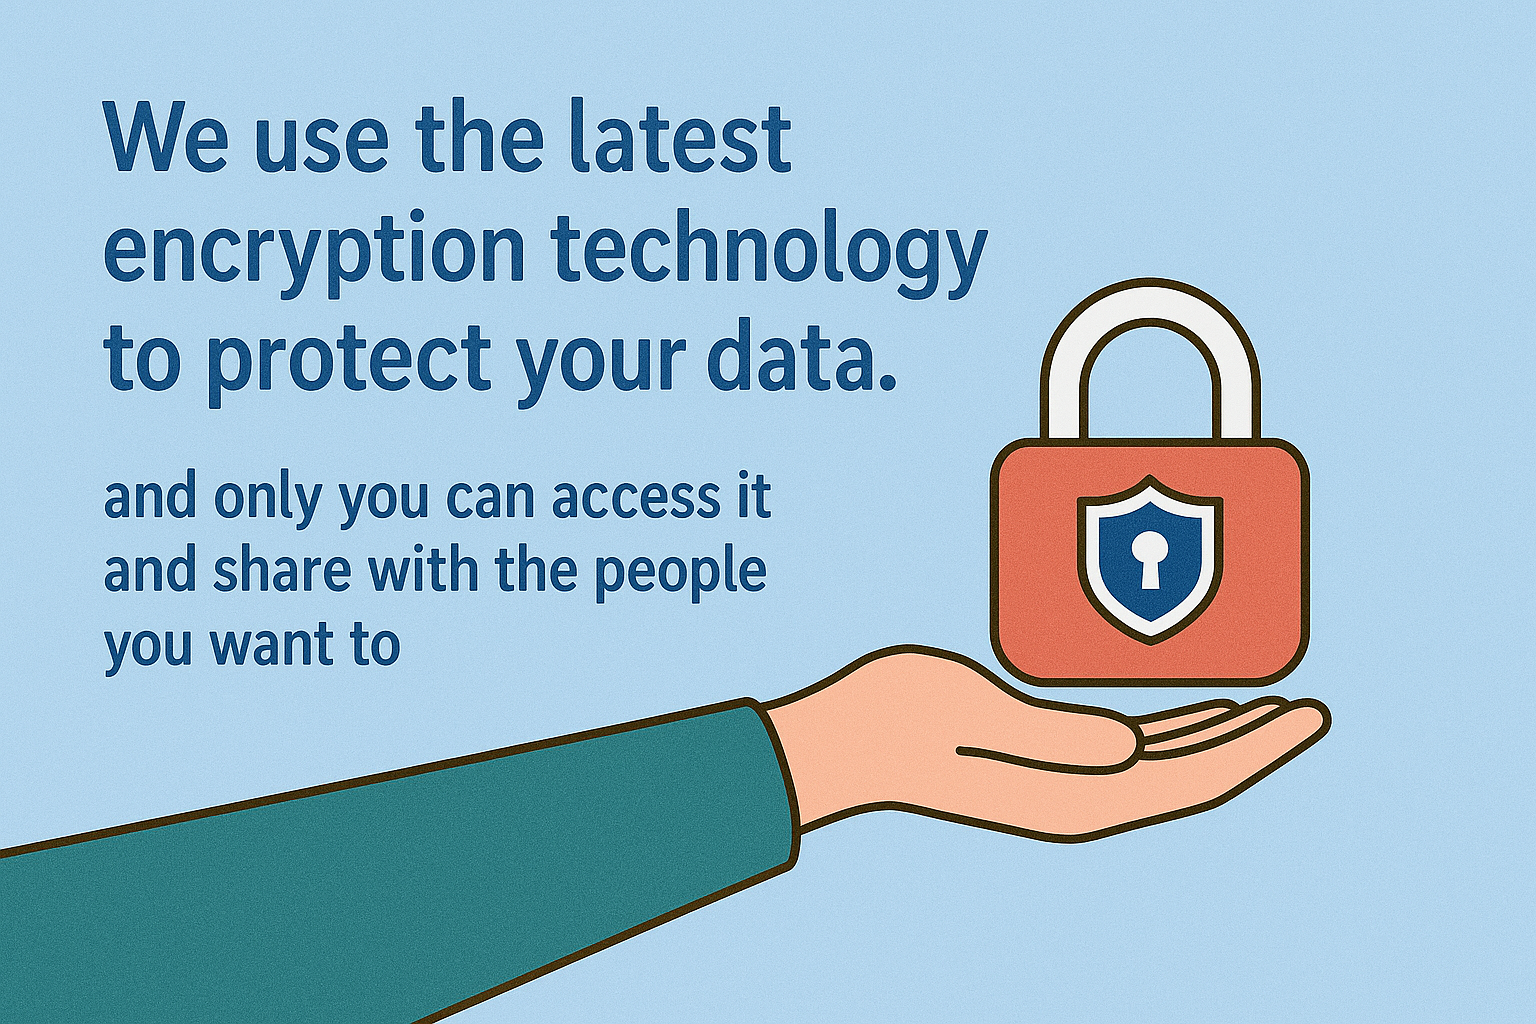 We use the latest
encryption technology
to protect your data.
and only you can access it
and share with the people
you want to